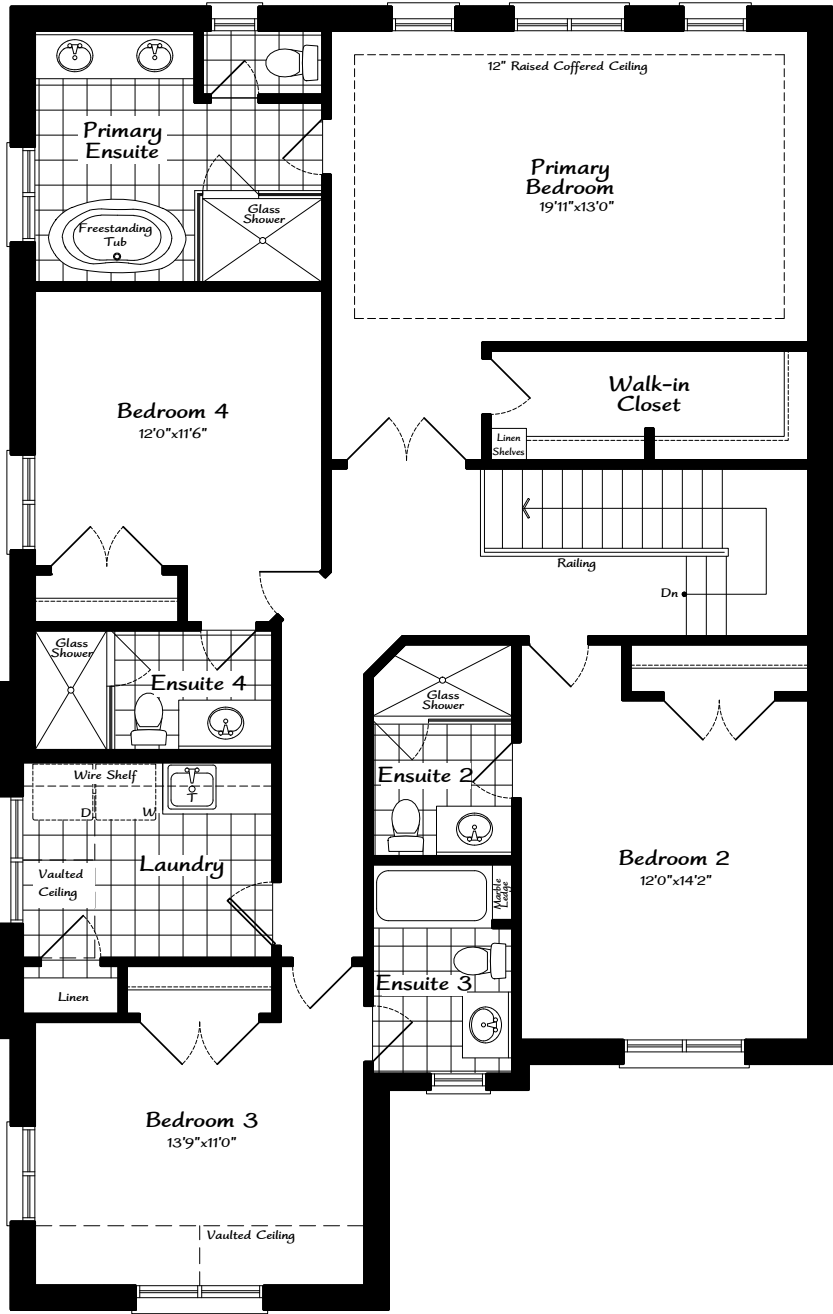 12" Raised Coffered Ceiling
Primary
Ensuite
Primary
Bedroom
19'11"x13'0"
Glass
Shower
Freestanding
Tub
Bedroom 4
12'0"x11'6"
Walk-in
Closet
Linen
Shelves
Railing
Dn
Glass
Shower
Ensuite 4
Glass
Shower
Ensuite 2
Wire Shelf
D
W
Laundry
Vaulted
Ceiling
Bedroom 2
12'0"x14'2"
Marble
Ledge
Ensuite 3
Linen
Bedroom 3
13'9"x11'0"
Vaulted Ceiling